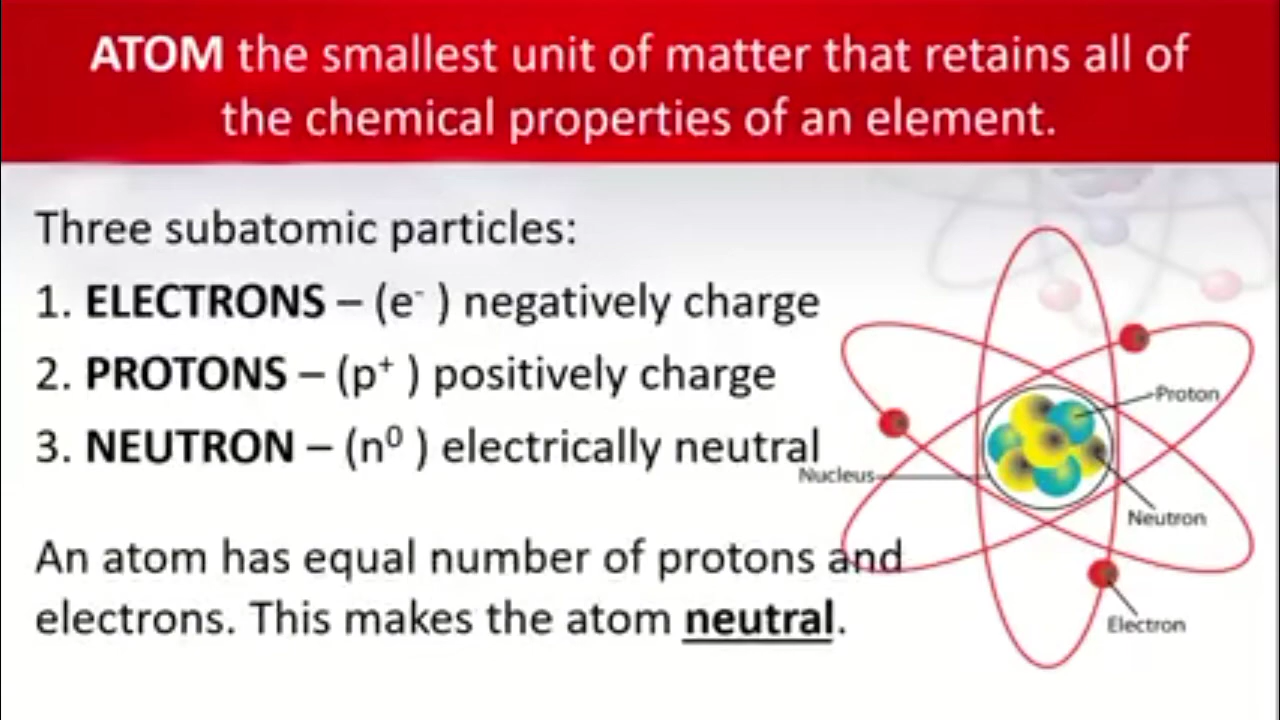 ATOM the smallest unit of matter that retains all of
the chemical properties of an element.
Three subatomic particles:
1. ELECTRONS – (e⁻ ) negatively charge
2. PROTONS – (p⁺ ) positively charge
3. NEUTRON – (n⁰ ) electrically neutral
An atom has equal number of protons and
electrons. This makes the atom neutral.
Proton
Nucleus
Neutron
Electron